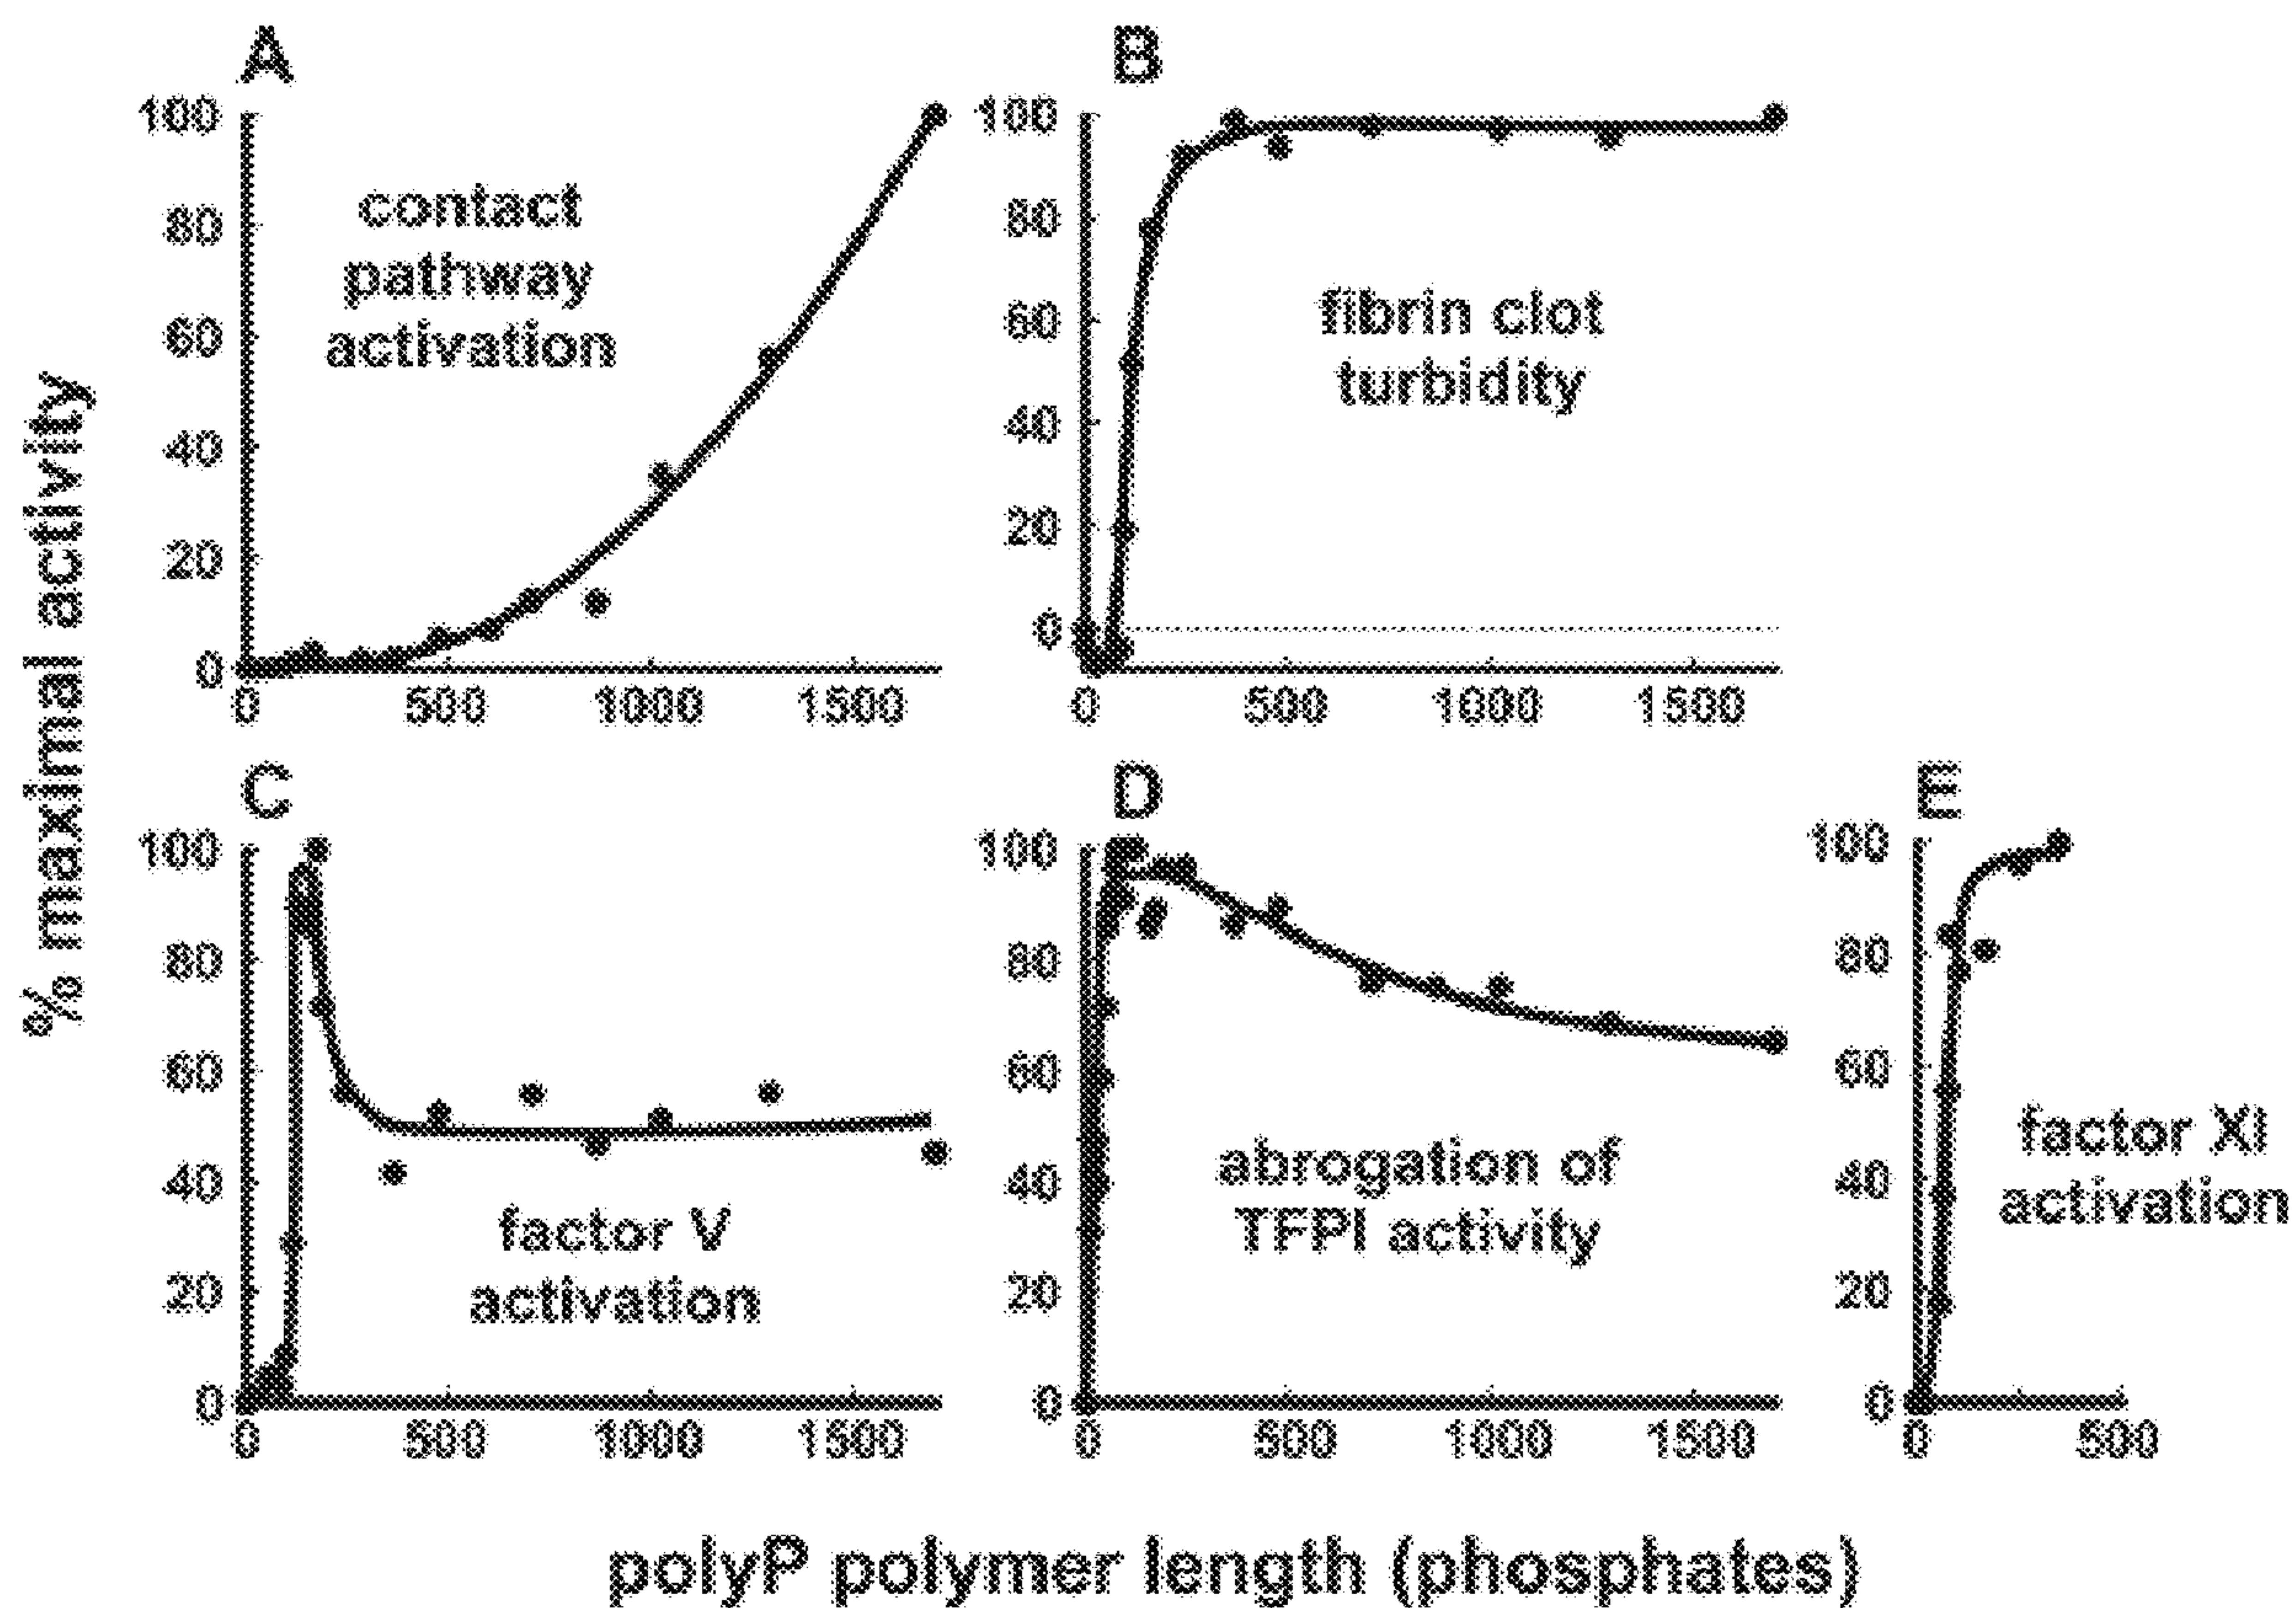 A
B
100
80
60
40
20
0
contact
pathway
activation
0
500
1000
1500
100
80
60
40
20
0
fibrin clot
turbidity
0
500
1000
1500
% maximal activity
C
D
E
100
80
60
40
20
0
factor V
activation
0
500
1000
1500
100
80
60
40
20
0
abrogation of
TFPI activity
0
500
1000
1500
100
80
60
40
20
0
factor XI
activation
0
500
polyP polymer length (phosphates)